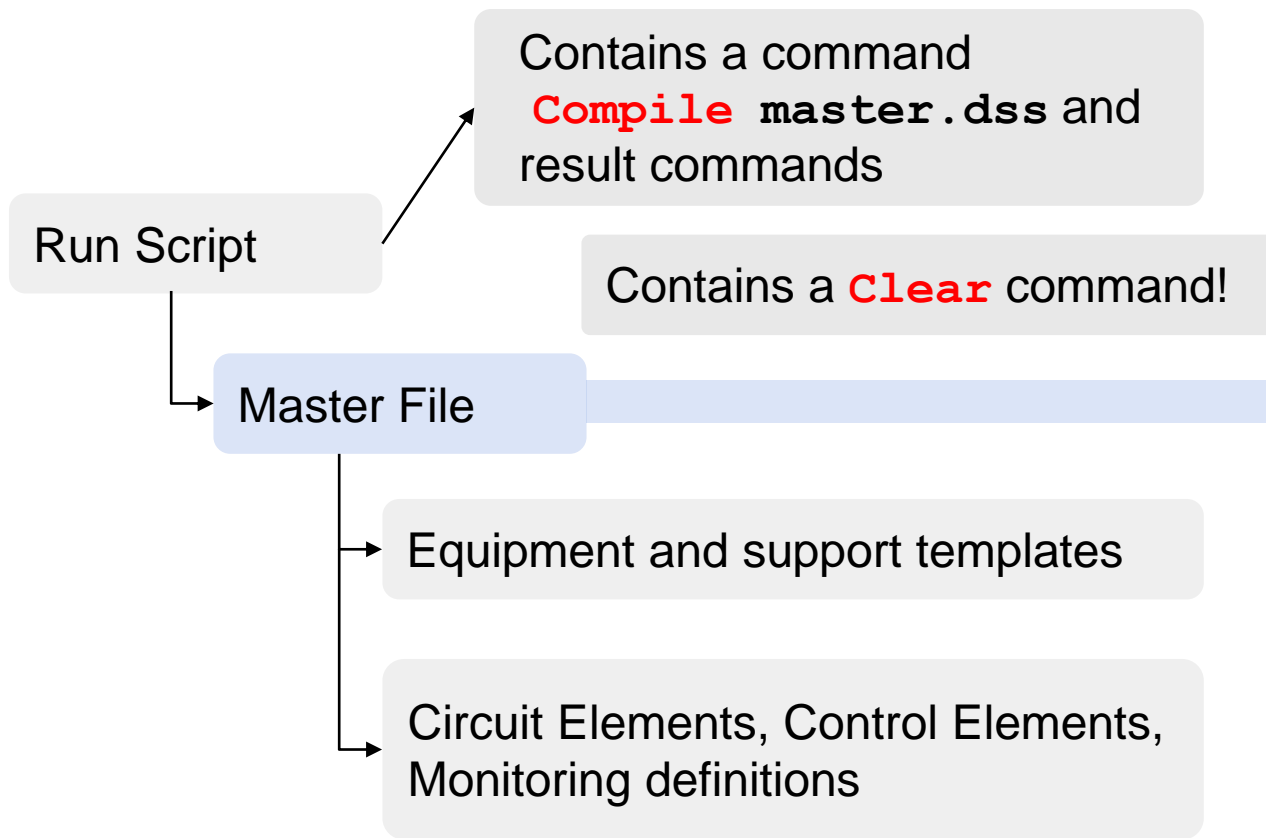 Contains a command
Compile master.dss and
result commands
Run Script
Contains a Clear command!
Master File
Equipment and support templates
Circuit Elements, Control Elements,
Monitoring definitions